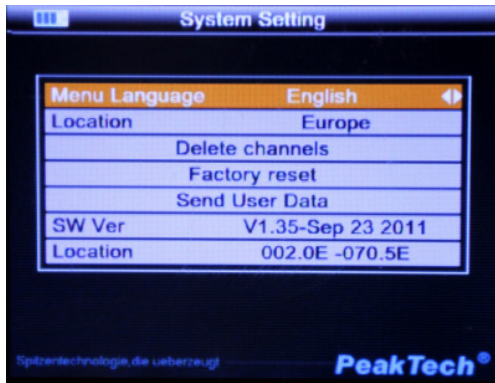 System Setting
Menu Language English
Location Europe
Delete channels
Factory reset
Send User Data
SW Ver V1.35-Sep 23 2011
Location 002.0E -070.5E
Spitzentechnologie,die ueberzeugt
PeakTech®